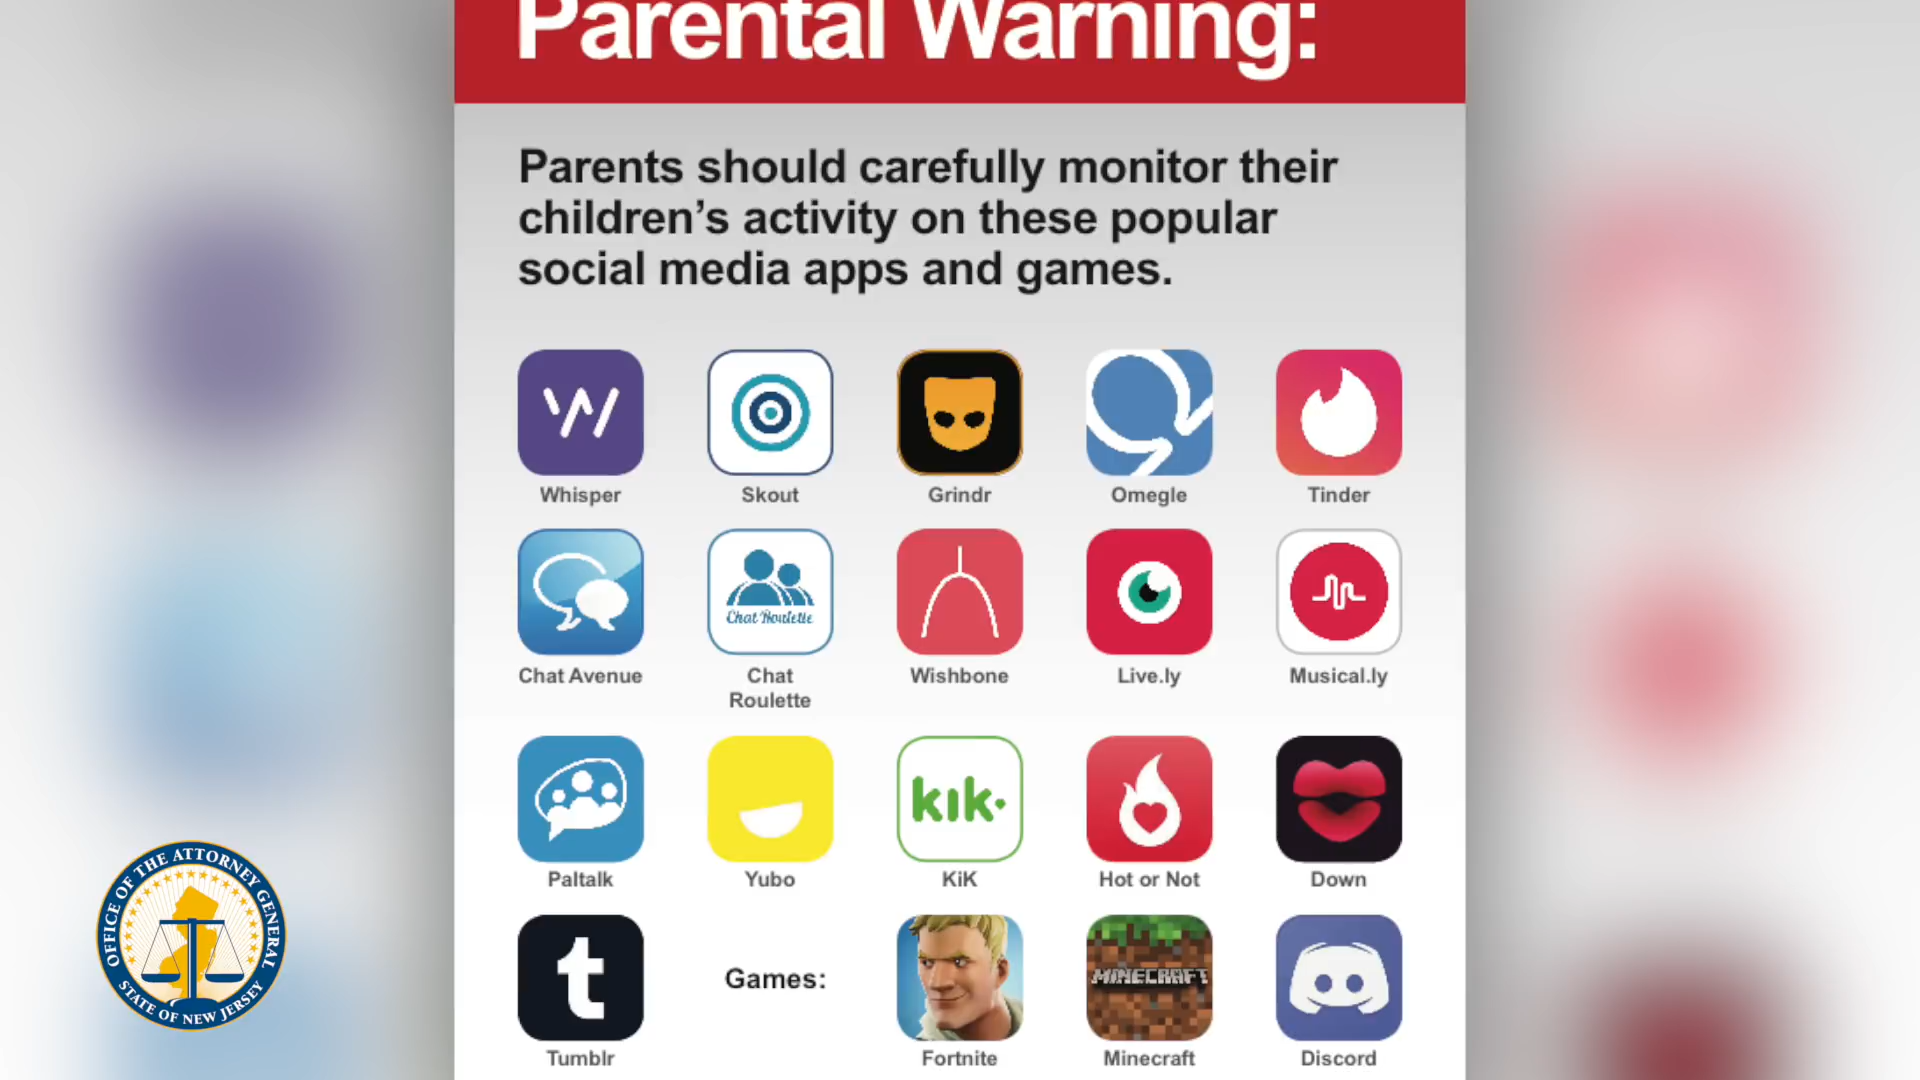 Parental Warning:
Parents should carefully monitor their
children's activity on these popular
social media apps and games.
W
Whisper
Skout
Grindr
Omegle
Tinder
Chat Avenue
Chat Roulette
Chat
Roulette
Wishbone
Live.ly
Musical.ly
Paltalk
Yubo
kik.
KiK
Hot or Not
Down
t
Tumblr
Games:
Fortnite
MINECRAFT
Minecraft
Discord
OFFICE OF THE ATTORNEY GENERAL
STATE OF NEW JERSEY